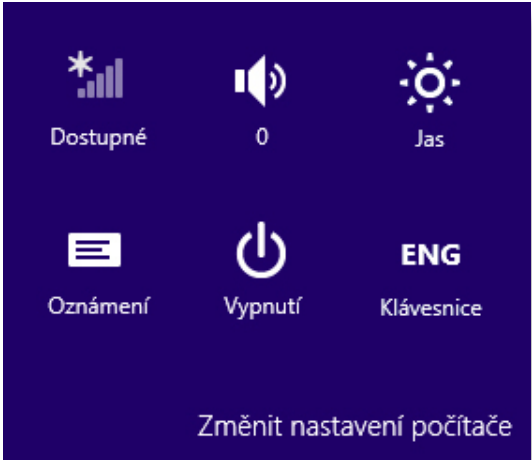 Dostupné 0 Jas
ENG
Oznámení Vypnutí Klávesnice
Změnit nastavení počítače